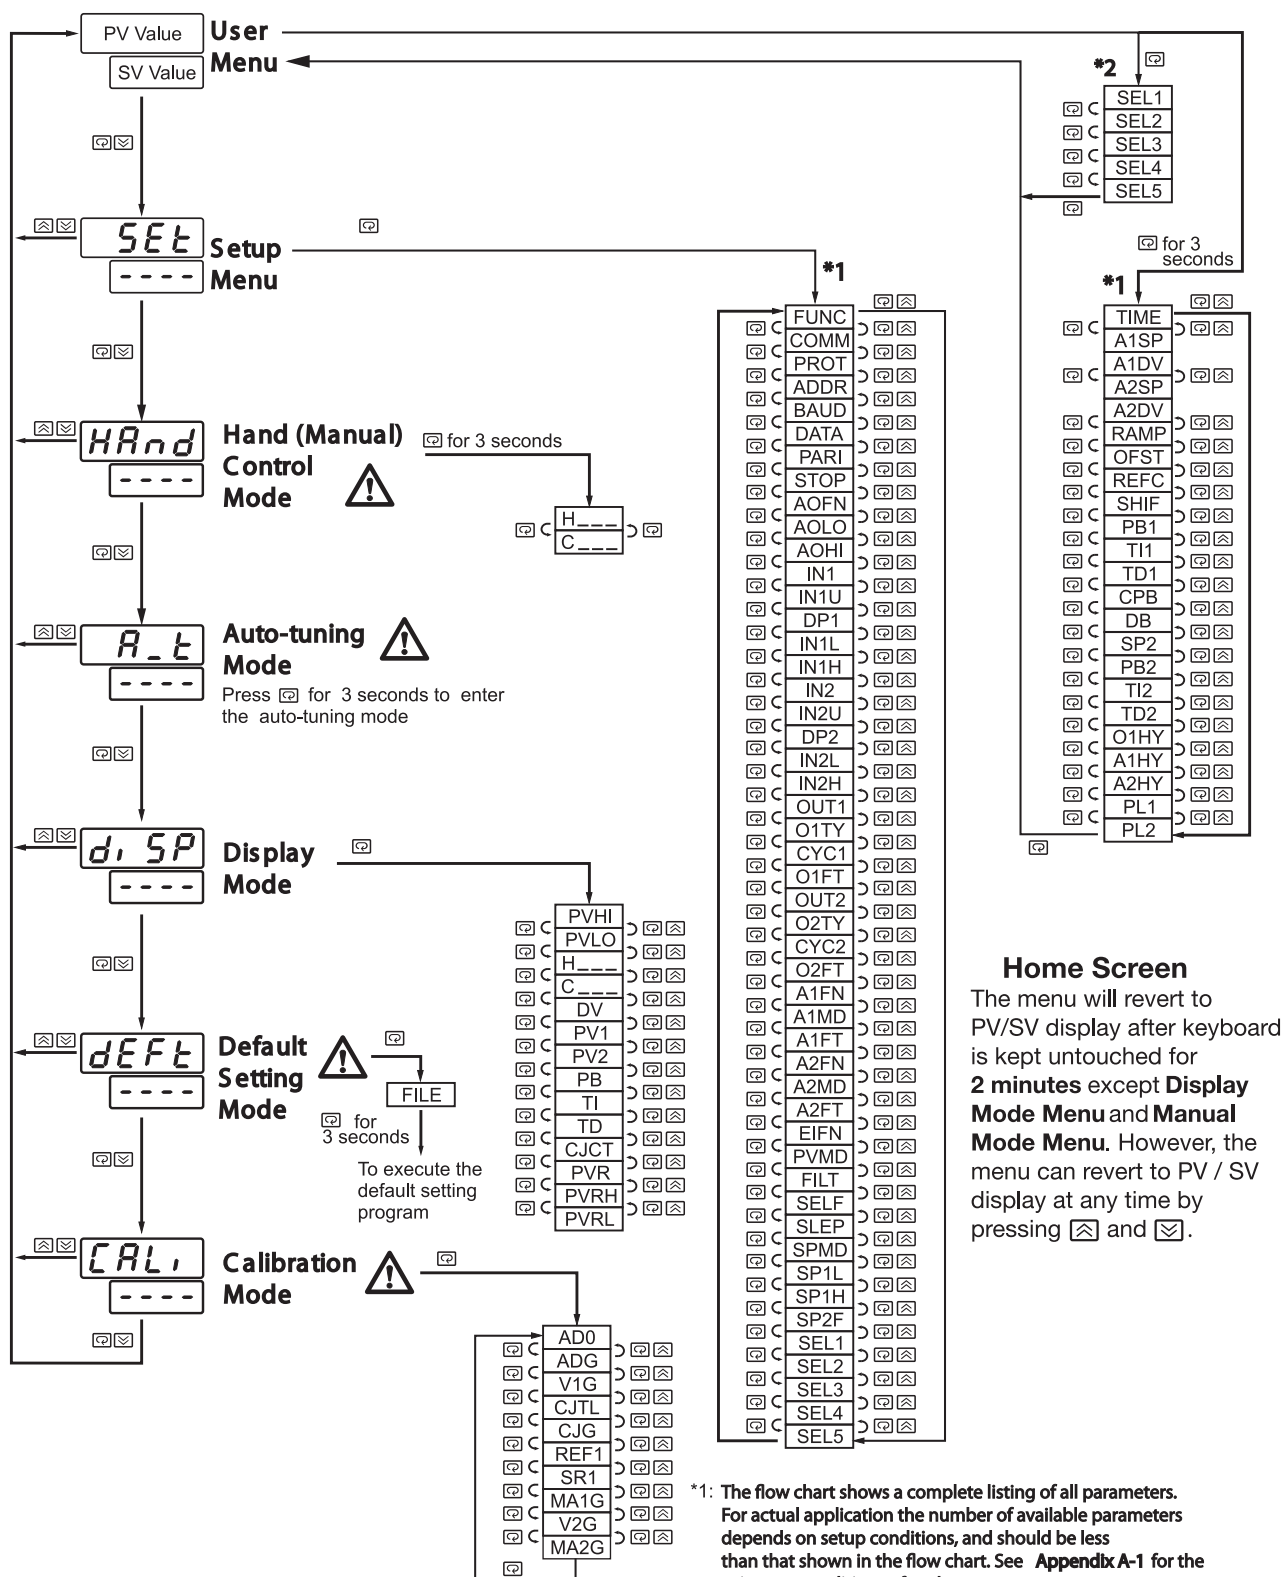 PV Value
SV Value
User
Menu
*2
SEL1
SEL2
SEL3
SEL4
SEL5
for 3
seconds
SEt
- - - -
Setup
Menu
*1
FUNC
COMM
PROT
ADDR
BAUD
DATA
PARI
STOP
AOFN
AOLO
AOHI
IN1
IN1U
DP1
IN1L
IN1H
IN2
IN2U
DP2
IN2L
IN2H
OUT1
O1TY
CYC1
O1FT
OUT2
O2TY
CYC2
O2FT
A1FN
A1MD
A1FT
A2FN
A2MD
A2FT
EIFN
PVMD
FILT
SELF
SLEP
SPMD
SP1L
SP1H
SP2F
SEL1
SEL2
SEL3
SEL4
SEL5
*1
TIME
A1SP
A1DV
A2SP
A2DV
RAMP
OFST
REFC
SHIF
PB1
TI1
TD1
CPB
DB
SP2
PB2
TI2
TD2
O1HY
A1HY
A2HY
PL1
PL2
HAnd
- - - -
Hand (Manual)
Control
Mode
for 3 seconds
H_ _ _
C_ _ _
A_t
- - - -
Auto-tuning
Mode
Press for 3 seconds to enter
the auto-tuning mode
diSP
- - - -
Display
Mode
PVHI
PVLO
H_ _ _
C_ _ _
DV
PV1
PV2
PB
TI
TD
CJCT
PVR
PVRH
PVRL
dEFt
- - - -
Default
Setting
Mode
FILE
for
3 seconds
To execute the
default setting
program
CALi
- - - -
Calibration
Mode
AD0
ADG
V1G
CJTL
CJG
REF1
SR1
MA1G
V2G
MA2G
Home Screen
The menu will revert to
PV/SV display after keyboard
is kept untouched for
2 minutes except Display
Mode Menu and Manual
Mode Menu. However, the
menu can revert to PV / SV
display at any time by
pressing and .
*1: The flow chart shows a complete listing of all parameters.
For actual application the number of available parameters
depends on setup conditions, and should be less
than that shown in the flow chart. See Appendix A-1 for the